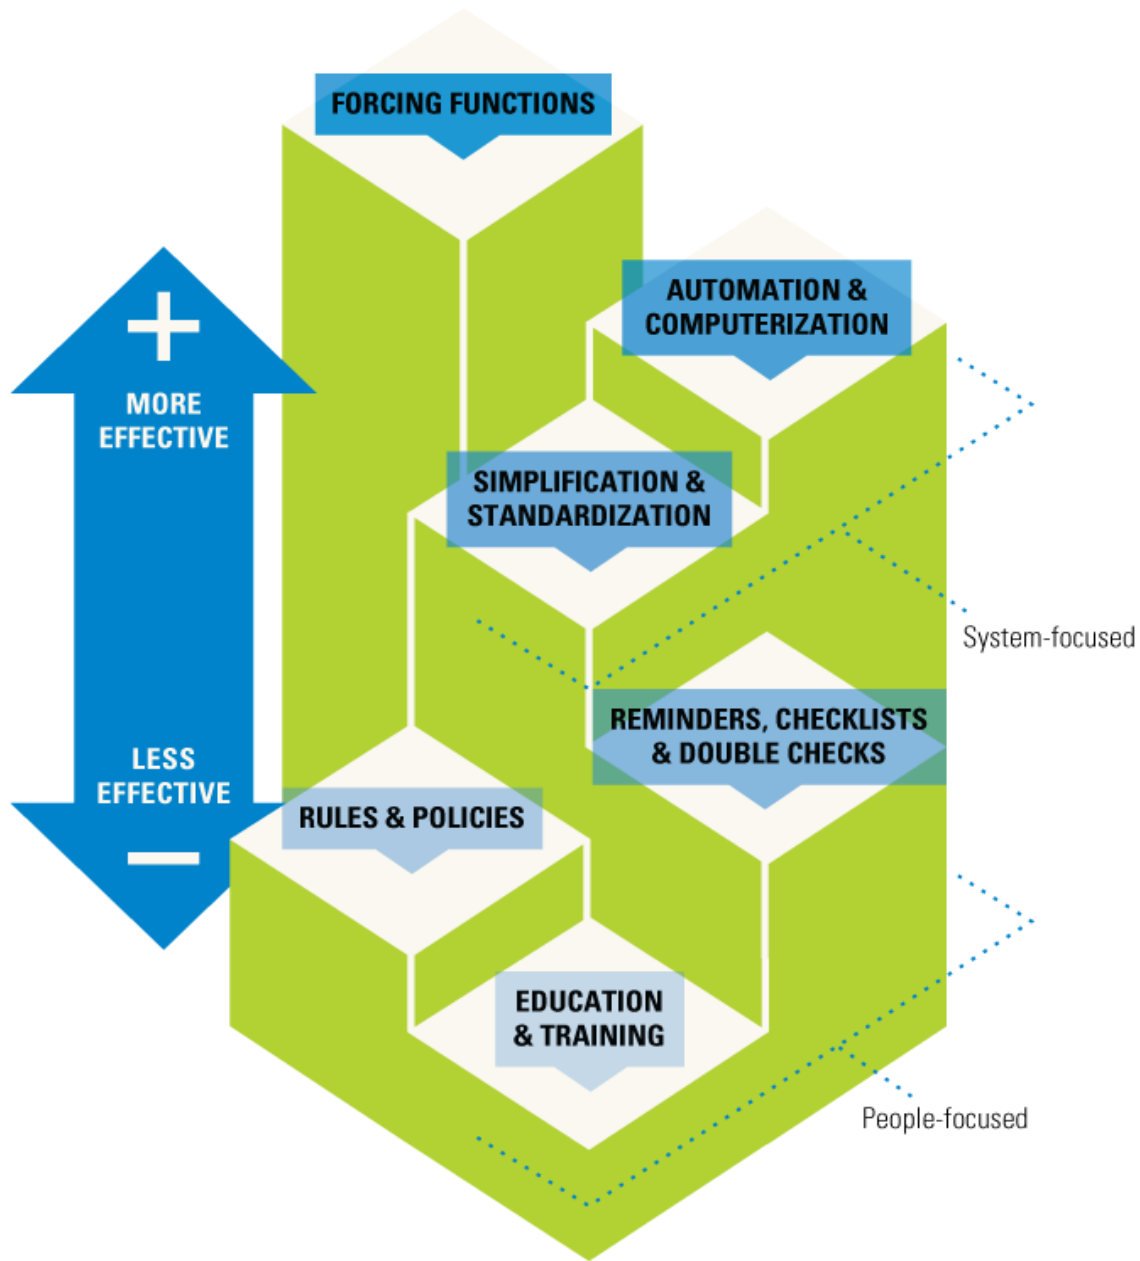 FORCING FUNCTIONS
AUTOMATION &
COMPUTERIZATION
+
MORE
EFFECTIVE
SIMPLIFICATION &
STANDARDIZATION
System-focused
REMINDERS, CHECKLISTS
& DOUBLE CHECKS
LESS
EFFECTIVE
−
RULES & POLICIES
EDUCATION
& TRAINING
People-focused